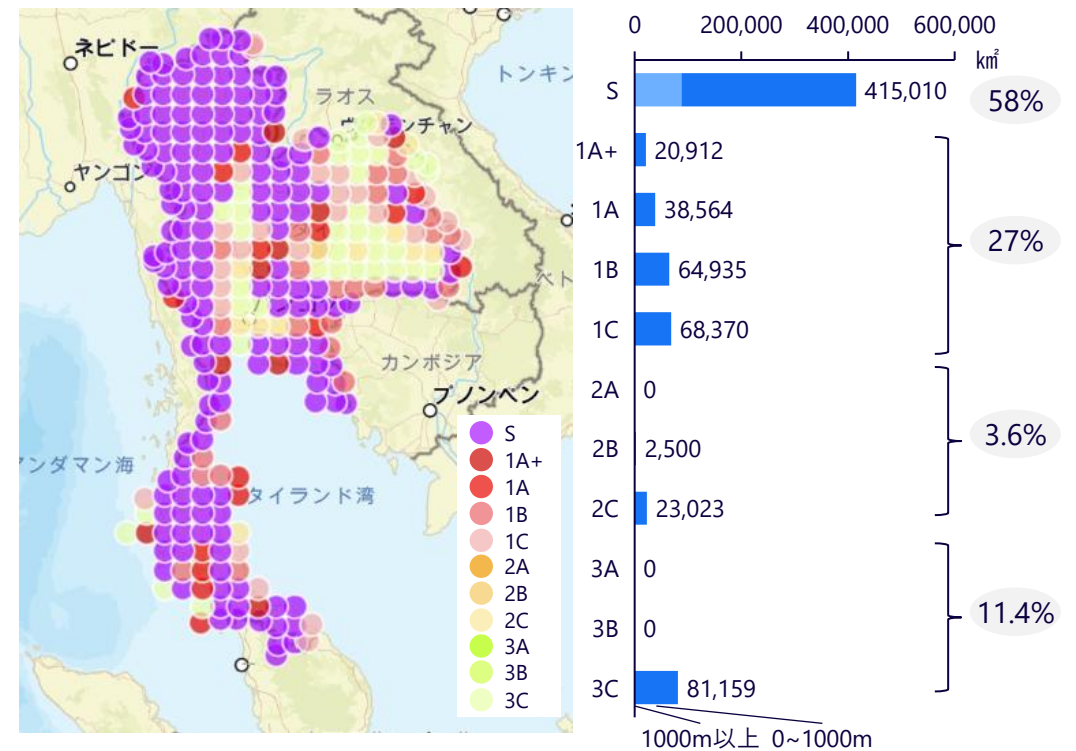 ネピドー
トンキン
ラオス
ンチャン
ヤンゴン
ベト
カンボジア
プノンペン
ンダマン海
タイランド湾
S
1A+
1A
1B
1C
2A
2B
2C
3A
3B
3C
0 200,000 400,000 600,000
k㎡
S 415,010 58%
1A+ 20,912
1A 38,564
27%
1B 64,935
1C 68,370
2A 0
3.6%
2B 2,500
2C 23,023
3A 0
11.4%
3B 0
3C 81,159
1000m以上 0~1000m